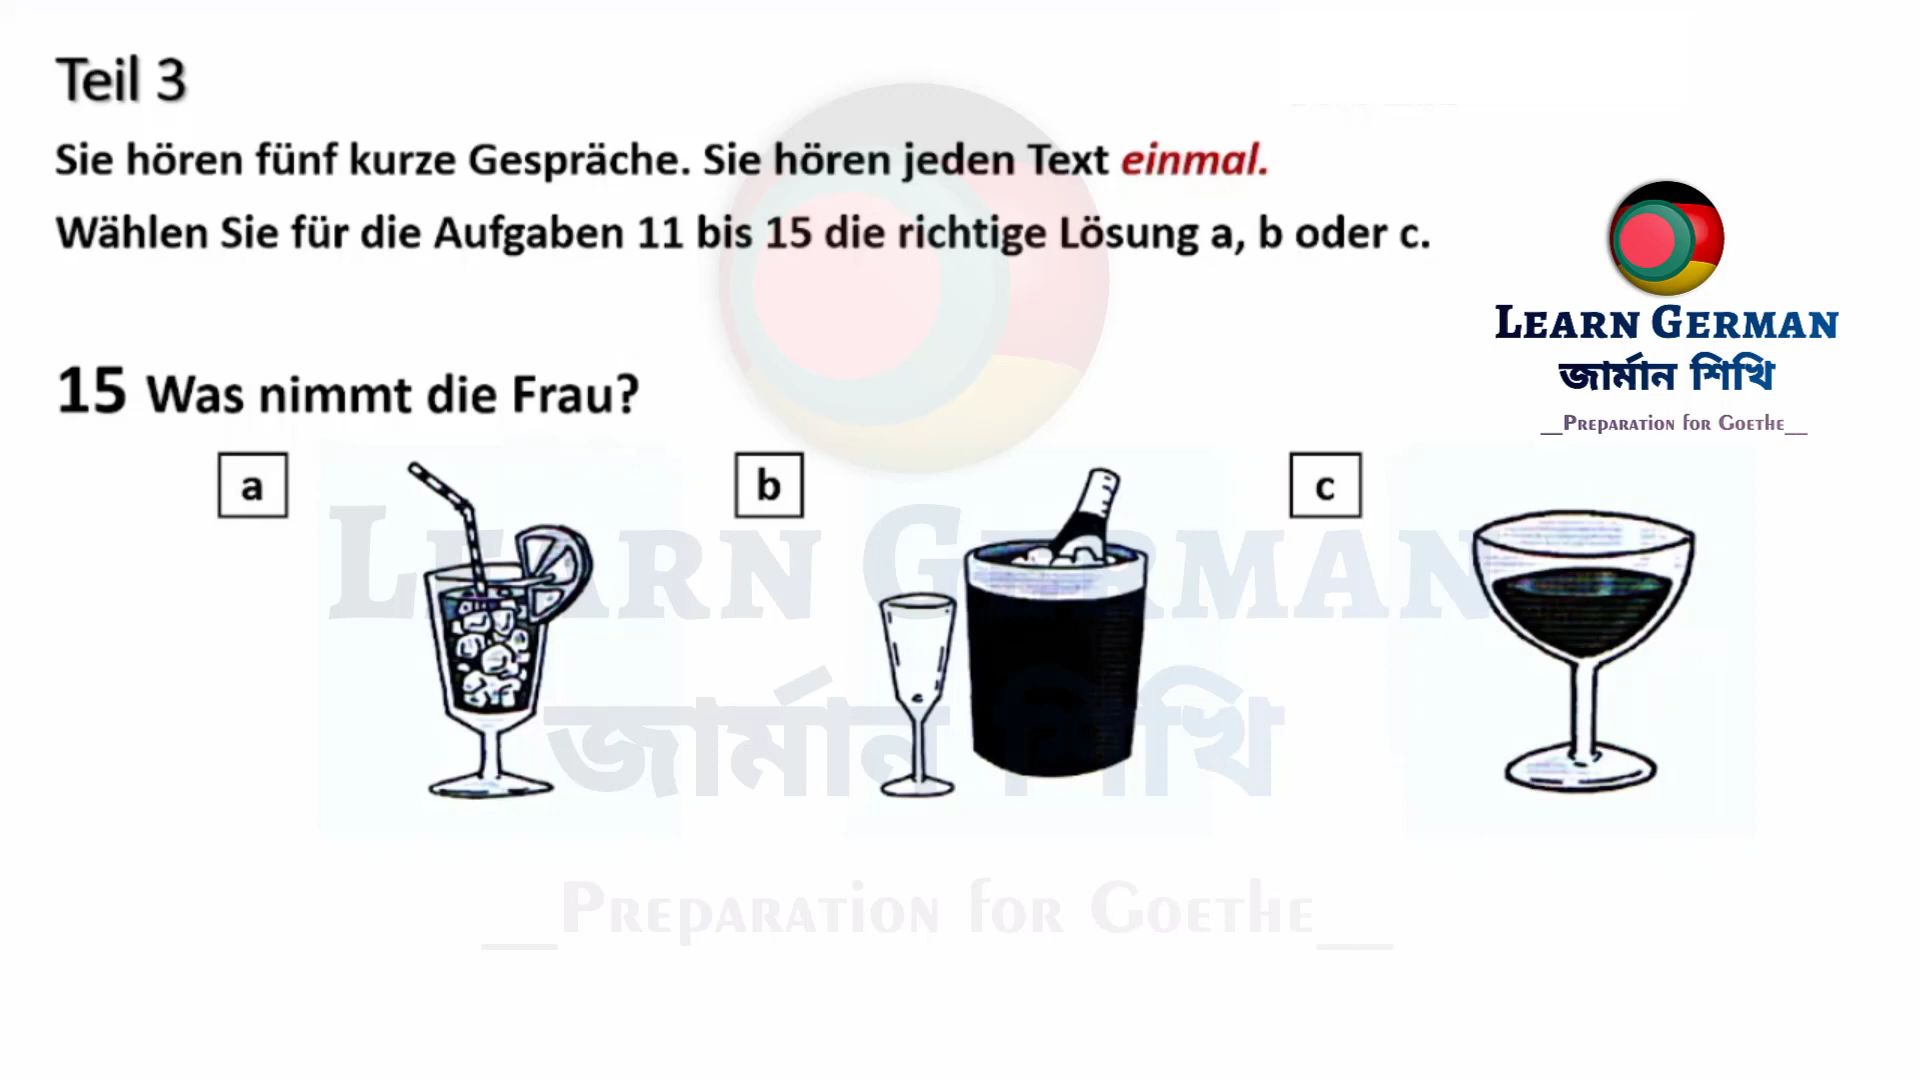 Teil 3
Sie hören fünf kurze Gespräche. Sie hören jeden Text einmal.
Wählen Sie für die Aufgaben 11 bis 15 die richtige Lösung a, b oder c.
LEARN GERMAN
জার্মান শিখি
__PREPARATION for GOETHE__
15 Was nimmt die Frau?
a
b
c
LEARN GERMAN
জার্মান শিখি
__PREPARATION for GOETHE__